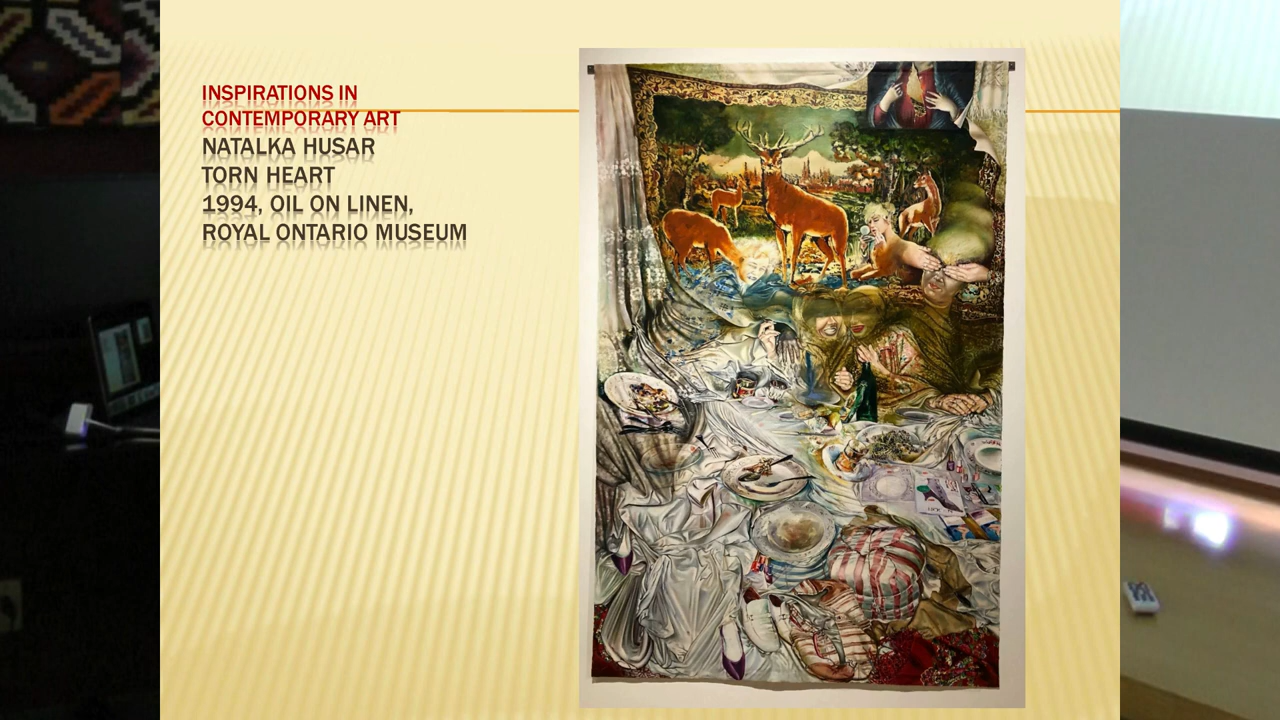 INSPIRATIONS IN
CONTEMPORARY ART
NATALKA HUSAR
TORN HEART
1994, OIL ON LINEN,
ROYAL ONTARIO MUSEUM